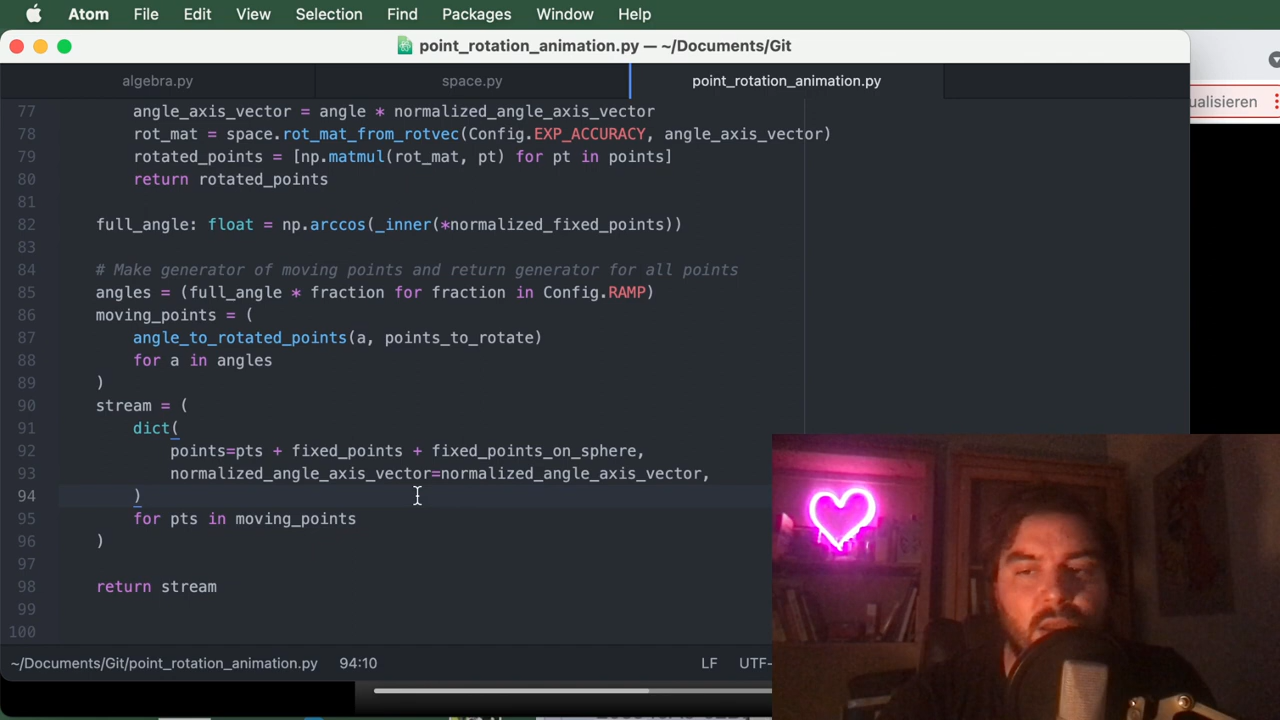 Atom File Edit View Selection Find Packages Window Help
point_rotation_animation.py — ~/Documents/Git
algebra.py space.py point_rotation_animation.py
ualisieren
77 angle_axis_vector = angle * normalized_angle_axis_vector
78 rot_mat = space.rot_mat_from_rotvec(Config.EXP_ACCURACY, angle_axis_vector)
79 rotated_points = [np.matmul(rot_mat, pt) for pt in points]
80 return rotated_points
81
82 full_angle: float = np.arccos(_inner(*normalized_fixed_points))
83
84 # Make generator of moving points and return generator for all points
85 angles = (full_angle * fraction for fraction in Config.RAMP)
86 moving_points = (
87 angle_to_rotated_points(a, points_to_rotate)
88 for a in angles
89 )
90 stream = (
91 dict(
92 points=pts + fixed_points + fixed_points_on_sphere,
93 normalized_angle_axis_vector=normalized_angle_axis_vector,
94 )
95 for pts in moving_points
96 )
97
98 return stream
99
100
~/Documents/Git/point_rotation_animation.py 94:10 LF UTF-